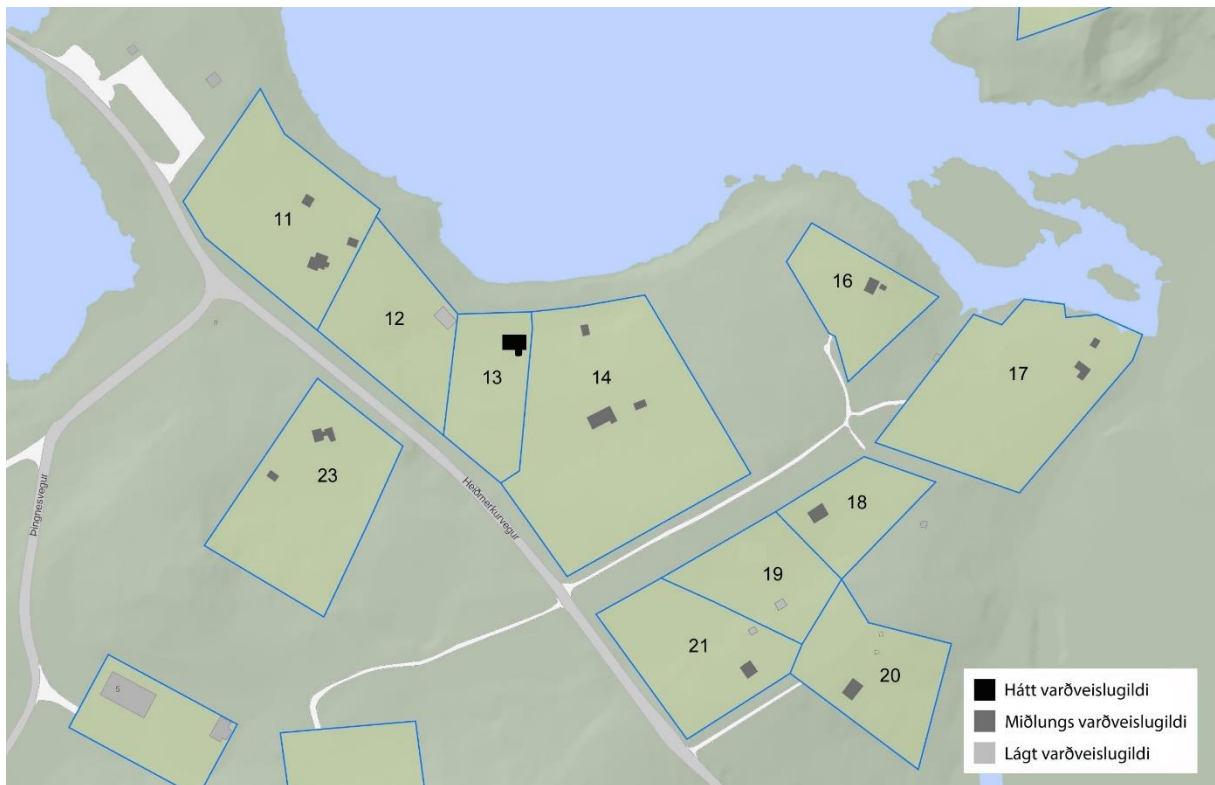 11
16
12
17
13
14
23
18
19
21
20
5
Þingnesvegur
Heiðmerkurvegur
Hátt varðveislugildi
Miðlungs varðveislugildi
Lágt varðveislugildi